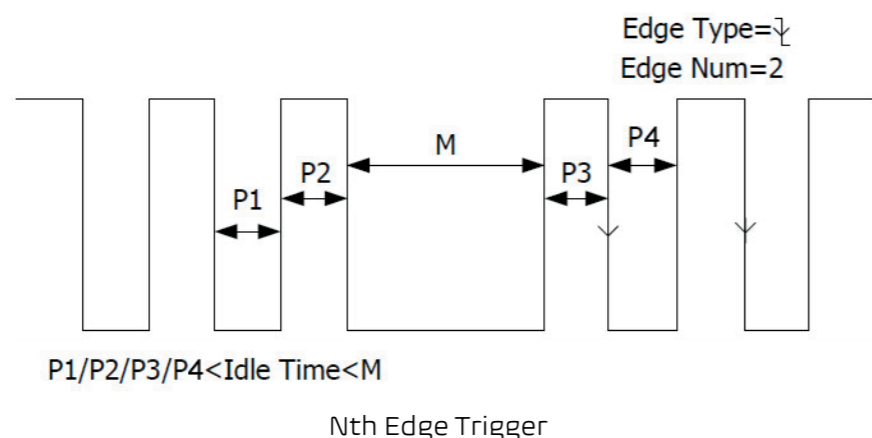 Edge Type=
Edge Num=2
M
P4
P2
P3
P1
P1/P2/P3/P4<Idle Time<M
Nth Edge Trigger